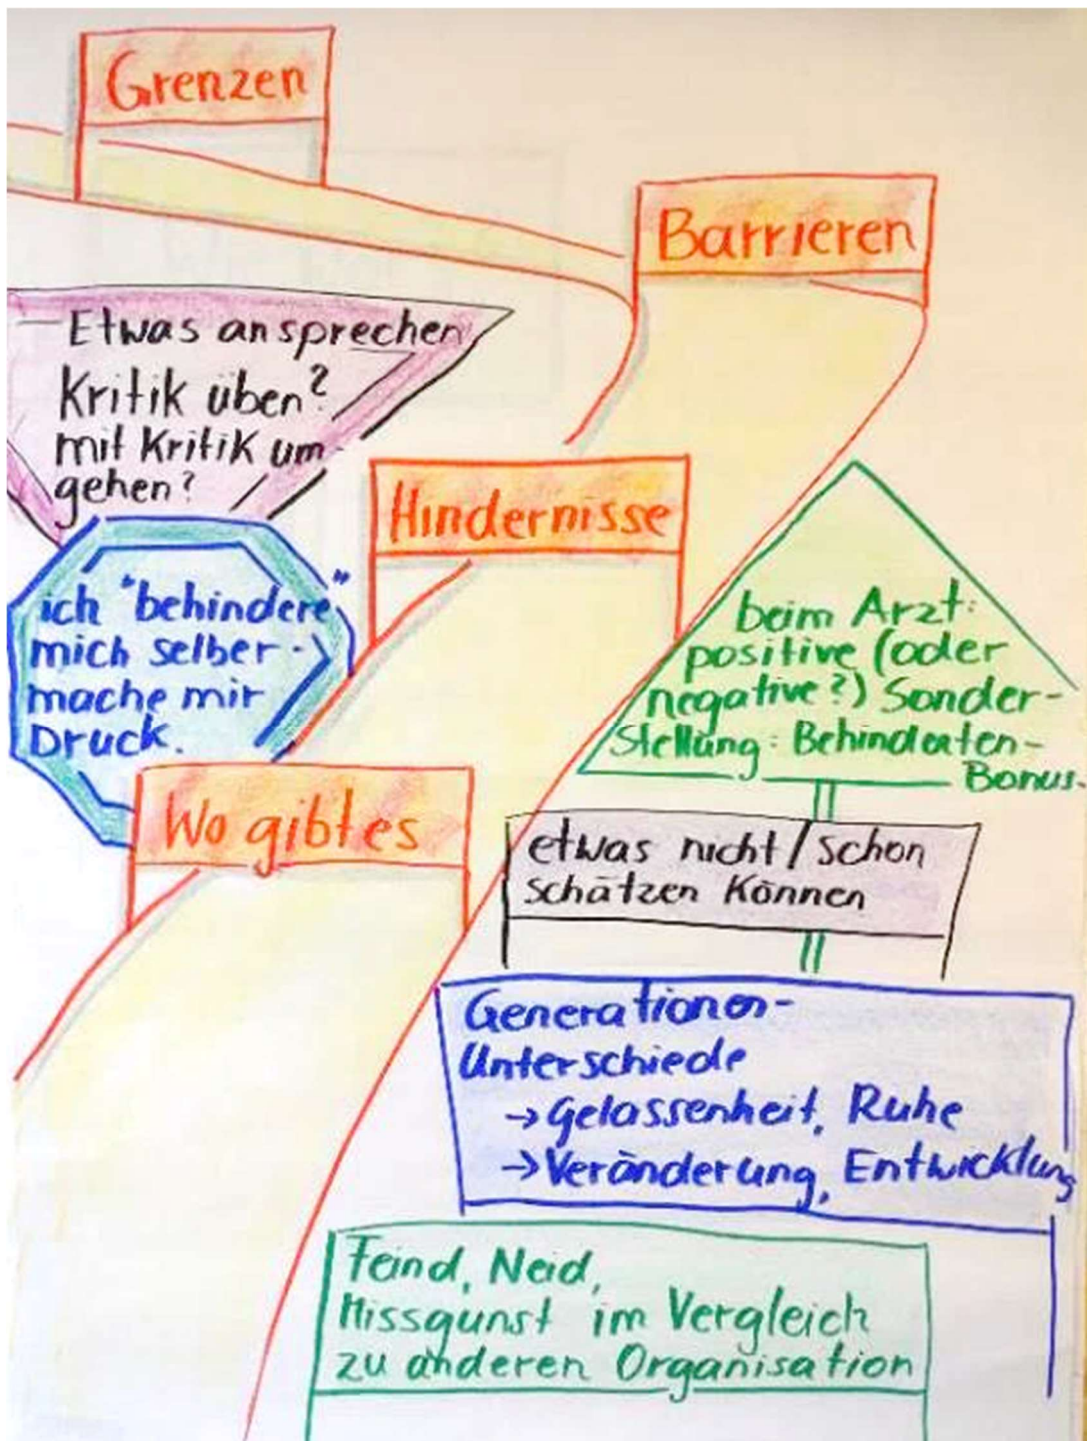 Grenzen
Barrieren
Etwas ansprechen
Kritik üben?
mit Kritik um-
gehen?
Hindernisse
ich "behindere"
mich selber ->
mache mir
Druck.
beim Arzt:
positive (oder
negative?) Sonder-
Stellung: Behinderten-
Bonus.
Wo gibt es
etwas nicht / schon
schätzen können
Generationen-
Unterschiede
→ Gelassenheit, Ruhe
→ Veränderung, Entwicklung
Feind, Neid,
Missgunst im Vergleich
zu anderen Organisation